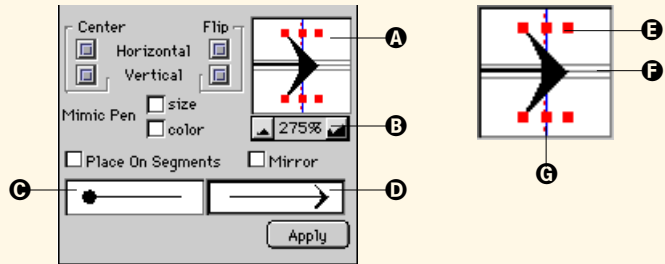 Center Flip
Horizontal
Vertical
A
E
F
Mimic Pen size
color
275%
B
G
Place On Segments Mirror
C
D
Apply